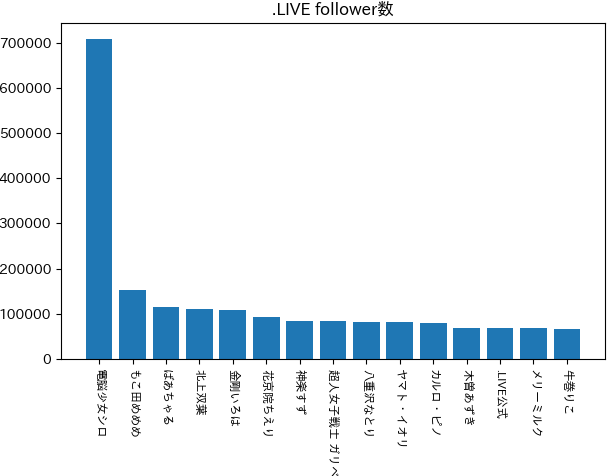 .LIVE follower数
700000
600000
500000
400000
300000
200000
100000
0
電脳少女シロ
もこ田めめめ
ばあちゃる
北上双葉
金剛いろは
花京院ちえり
神楽すず
超人女子戦士 ガリベ
八重沢なとり
ヤマト・イオリ
カルロ・ピノ
木曽あずき
.LIVE公式
メリーミルク
牛巻りこ